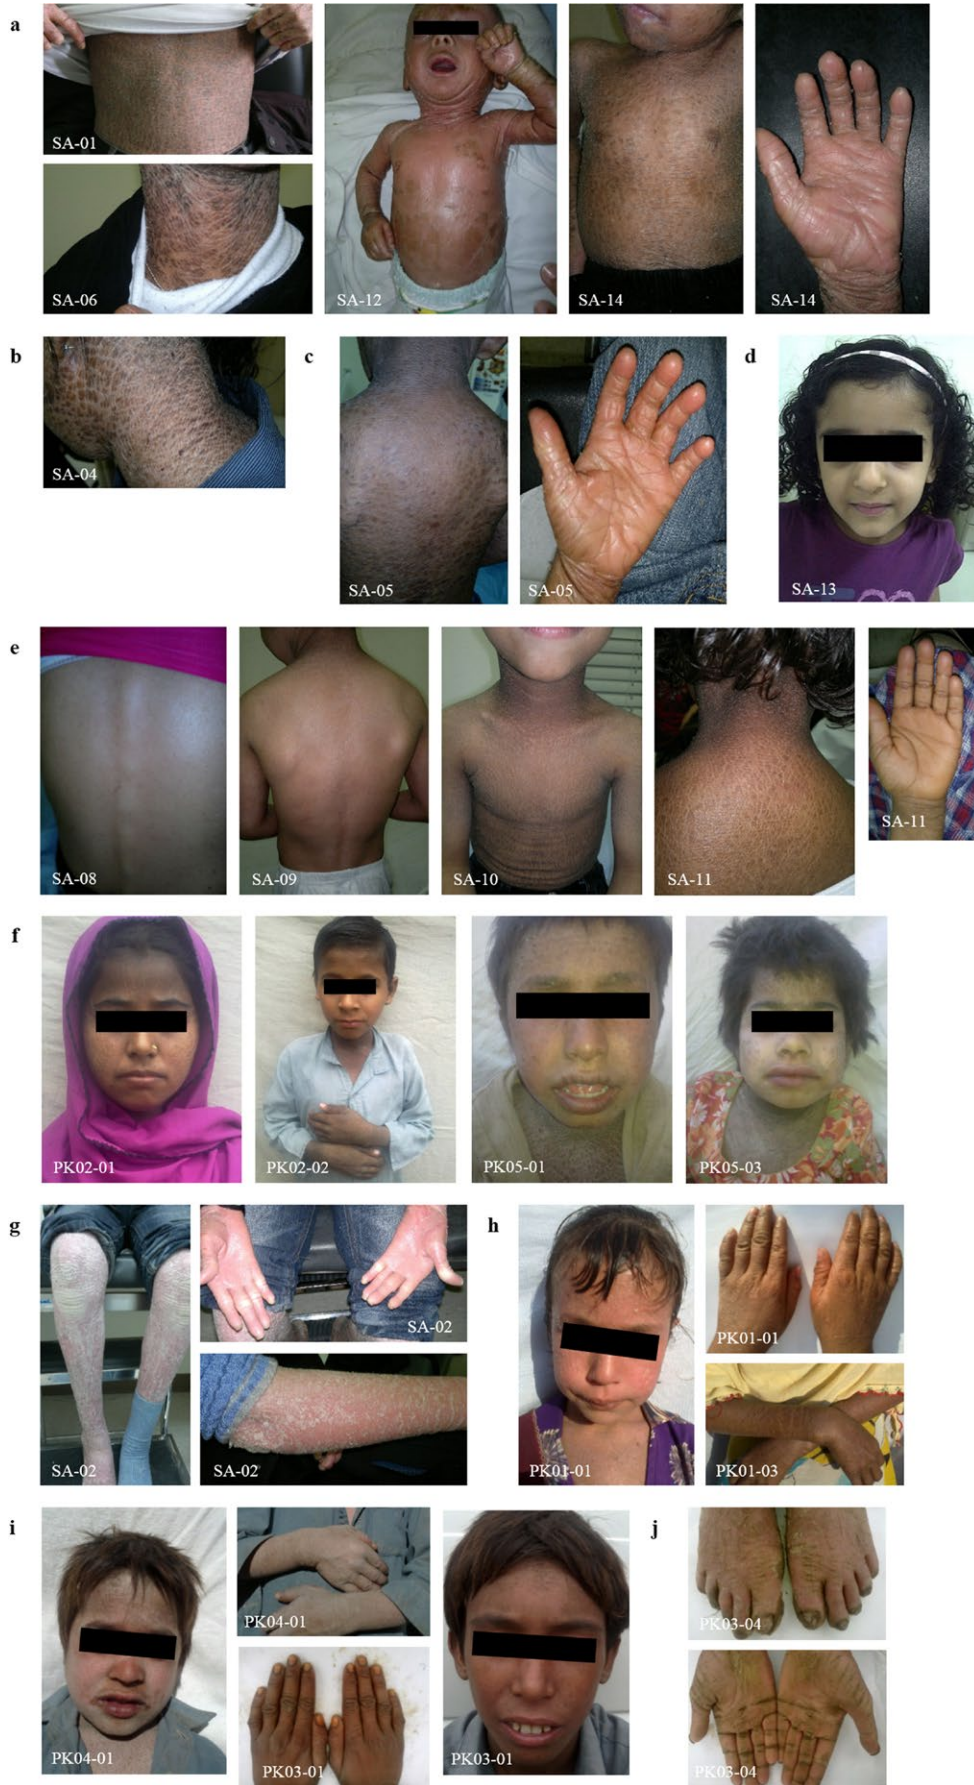 a
SA-01
SA-06
SA-12
SA-14
SA-14
b
SA-04
c
SA-05
SA-05
d
SA-13
e
SA-08
SA-09
SA-10
SA-11
SA-11
f
PK02-01
PK02-02
PK05-01
PK05-03
g
SA-02
SA-02
SA-02
h
PK01-01
PK01-01
PK01-03
i
PK04-01
PK04-01
PK03-01
PK03-01
j
PK03-04
PK03-04